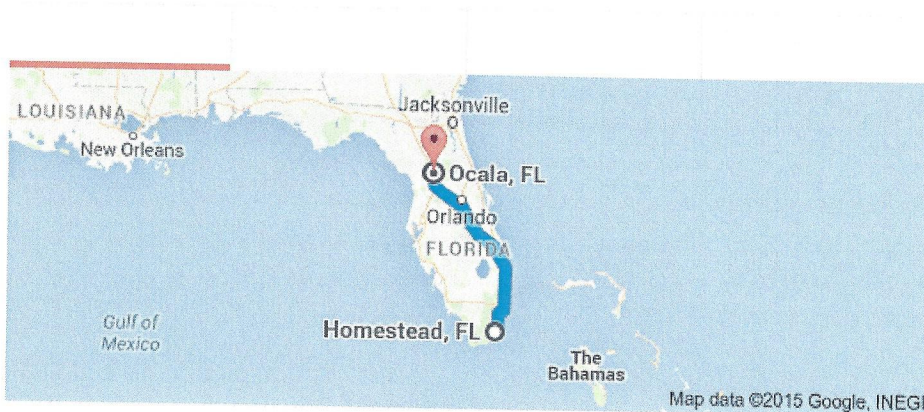 LOUISIANA
New Orleans
Jacksonville
Ocala, FL
Orlando
FLORIDA
Gulf of
Mexico
Homestead, FL
The
Bahamas
Map data ©2015 Google, INEGI